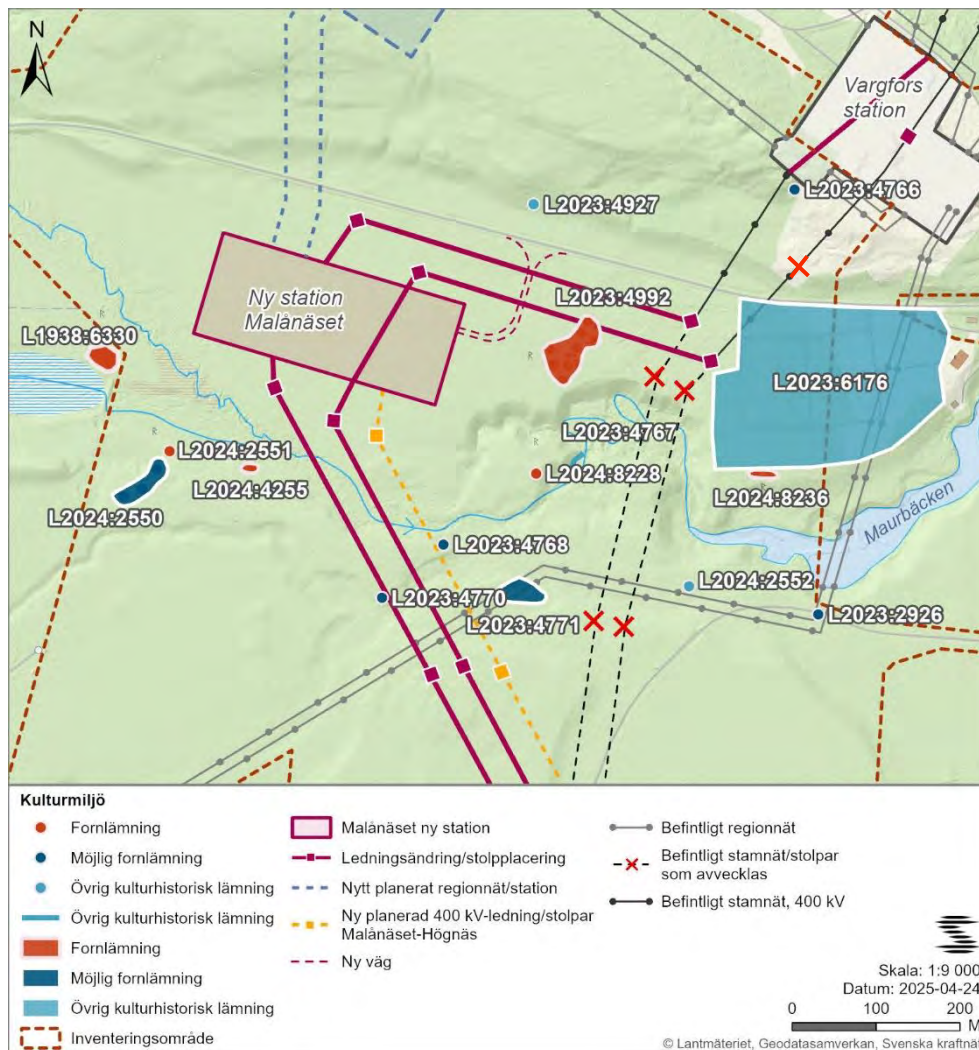 N
Vargfors
station
L2023:4766
L2023:4927
Ny station
Malånäset
L2023:4992
L1938:6330
L2023:6176
L2023:4767
L2024:2551
L2024:4255
L2024:8228
L2024:8236
L2024:2550
Maurbäcken
L2023:4768
L2024:2552
L2023:4770
L2023:4771
L2023:2926
R
R
R
R
Kulturmiljö
Fornlämning
Möjlig fornlämning
Övrig kulturhistorisk lämning
Övrig kulturhistorisk lämning
Fornlämning
Möjlig fornlämning
Övrig kulturhistorisk lämning
Inventeringsområde
Malånäset ny station
Ledningsändring/stolpplacering
Nytt planerat regionnät/station
Ny planerad 400 kV-ledning/stolpar
Malånäset-Högnäs
Ny väg
Befintligt regionnät
Befintligt stamnät/stolpar
som avvecklas
Befintligt stamnät, 400 kV
Skala: 1:9 000
Datum: 2025-04-24
0 100 200
M
© Lantmäteriet, Geodatasamverkan, Svenska kraftnä